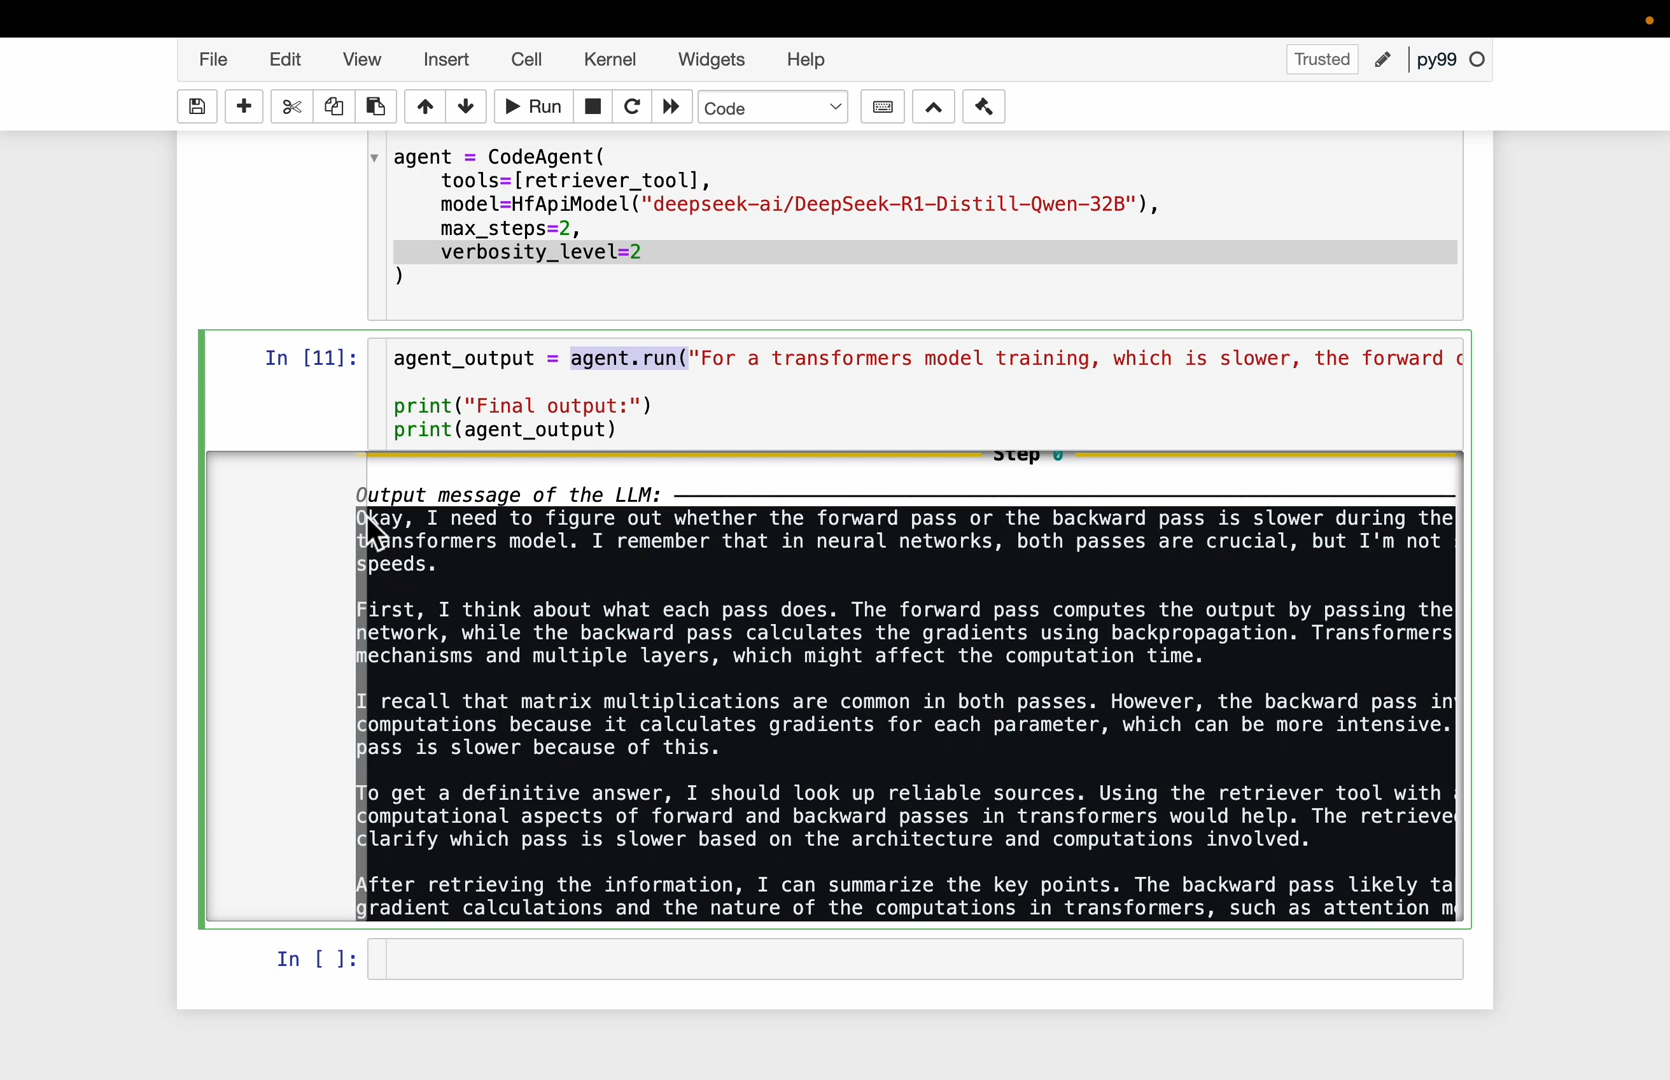 File Edit View Insert Cell Kernel Widgets Help Trusted py99
Run Code
agent = CodeAgent(
tools=[retriever_tool],
model=HfApiModel("deepseek-ai/DeepSeek-R1-Distill-Qwen-32B"),
max_steps=2,
verbosity_level=2
)
In [11]: agent_output = agent.run("For a transformers model training, which is slower, the forward
print("Final output:")
print(agent_output)
Step 0
Output message of the LLM:
Okay, I need to figure out whether the forward pass or the backward pass is slower during the
transformers model. I remember that in neural networks, both passes are crucial, but I'm not
speeds.
First, I think about what each pass does. The forward pass computes the output by passing the
network, while the backward pass calculates the gradients using backpropagation. Transformers
mechanisms and multiple layers, which might affect the computation time.
I recall that matrix multiplications are common in both passes. However, the backward pass
computations because it calculates gradients for each parameter, which can be more intensive.
pass is slower because of this.
To get a definitive answer, I should look up reliable sources. Using the retriever tool with
computational aspects of forward and backward passes in transformers would help. The
clarify which pass is slower based on the architecture and computations involved.
After retrieving the information, I can summarize the key points. The backward pass likely
gradient calculations and the nature of the computations in transformers, such as attention
In [ ]: